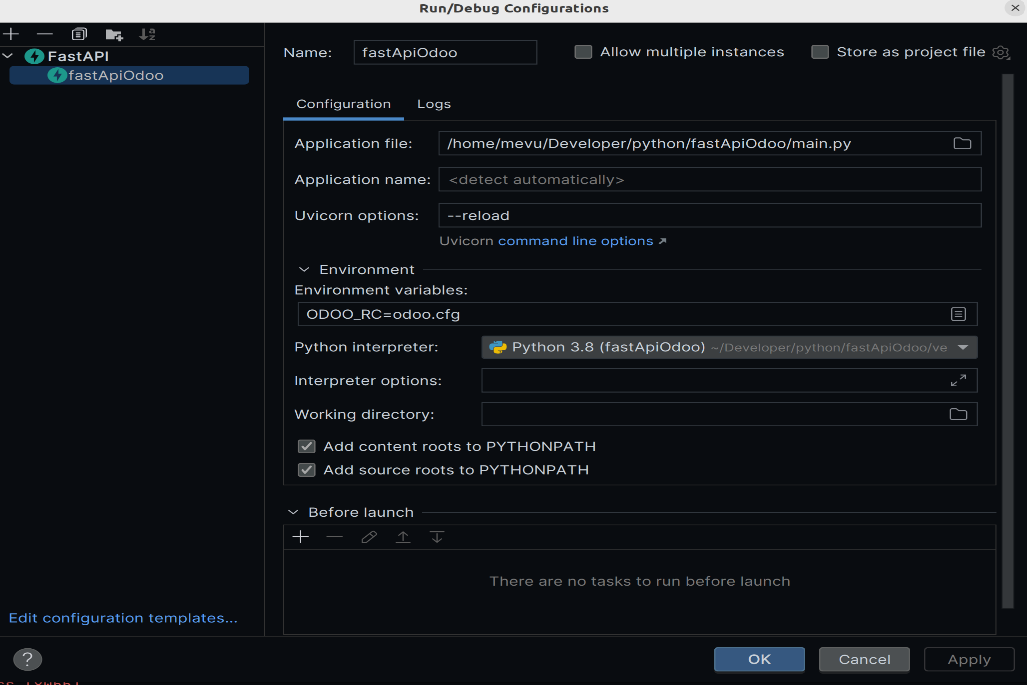 Run/Debug Configurations
FastAPI
fastApiOdoo
Name: fastApiOdoo Allow multiple instances Store as project file
Configuration Logs
Application file: /home/mevu/Developer/python/fastApiOdoo/main.py
Application name: <detect automatically>
Uvicorn options: --reload
Uvicorn command line options ↗
Environment
Environment variables:
ODOO_RC=odoo.cfg
Python interpreter: Python 3.8 (fastApiOdoo) ~/Developer/python/fastApiOdoo/ve
Interpreter options:
Working directory:
Add content roots to PYTHONPATH
Add source roots to PYTHONPATH
Before launch
There are no tasks to run before launch
Edit configuration templates...
? OK Cancel Apply